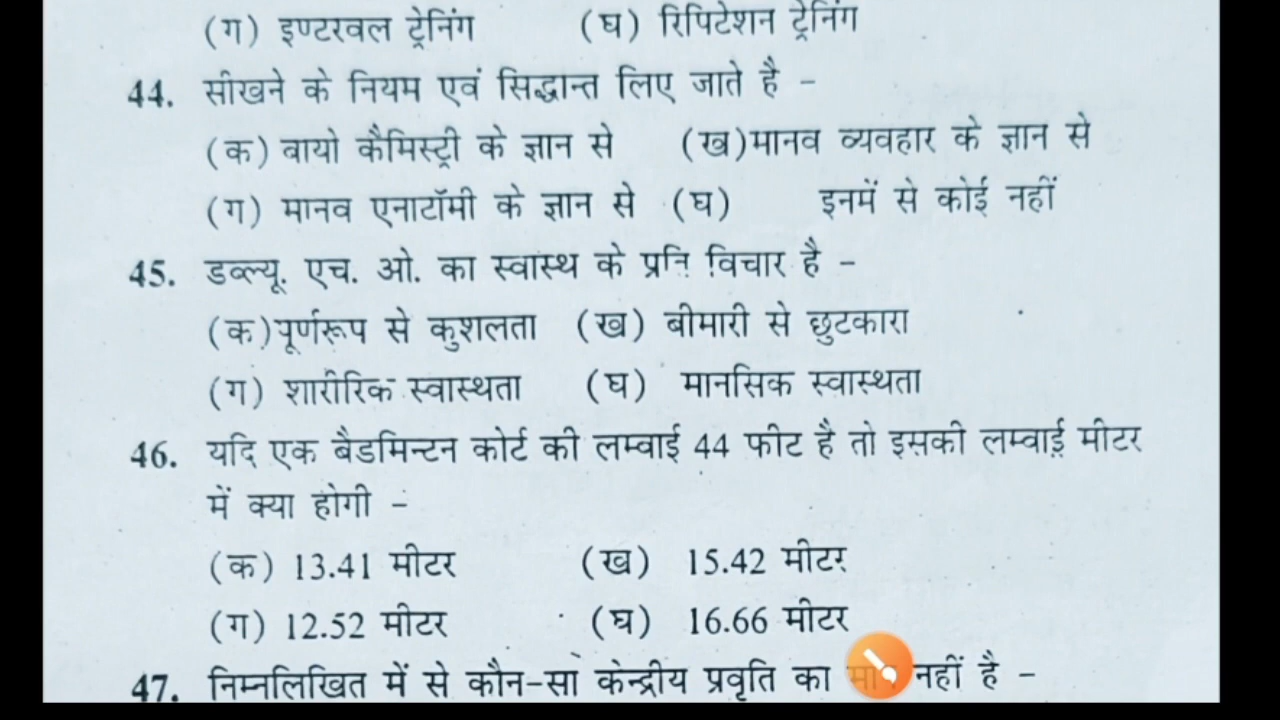 (ग) इण्टरवल ट्रेनिंग (घ) रिपिटेशन ट्रेनिंग
44. सीखने के नियम एवं सिद्धान्त लिए जाते है -
(क) बायो कैमिस्ट्री के ज्ञान से (ख) मानव व्यवहार के ज्ञान से
(ग) मानव एनाटॉमी के ज्ञान से (घ) इनमें से कोई नहीं
45. डब्ल्यू. एच. ओ. का स्वास्थ के प्रति विचार है -
(क) पूर्णरूप से कुशलता (ख) बीमारी से छुटकारा
(ग) शारीरिक स्वास्थता (घ) मानसिक स्वास्थता
46. यदि एक बैडमिन्टन कोर्ट की लम्वाई 44 फीट है तो इसकी लम्वाई मीटर
में क्या होगी -
(क) 13.41 मीटर (ख) 15.42 मीटर
(ग) 12.52 मीटर (घ) 16.66 मीटर
47. निम्नलिखित में से कौन-सा केन्द्रीय प्रवृति का नहीं है -